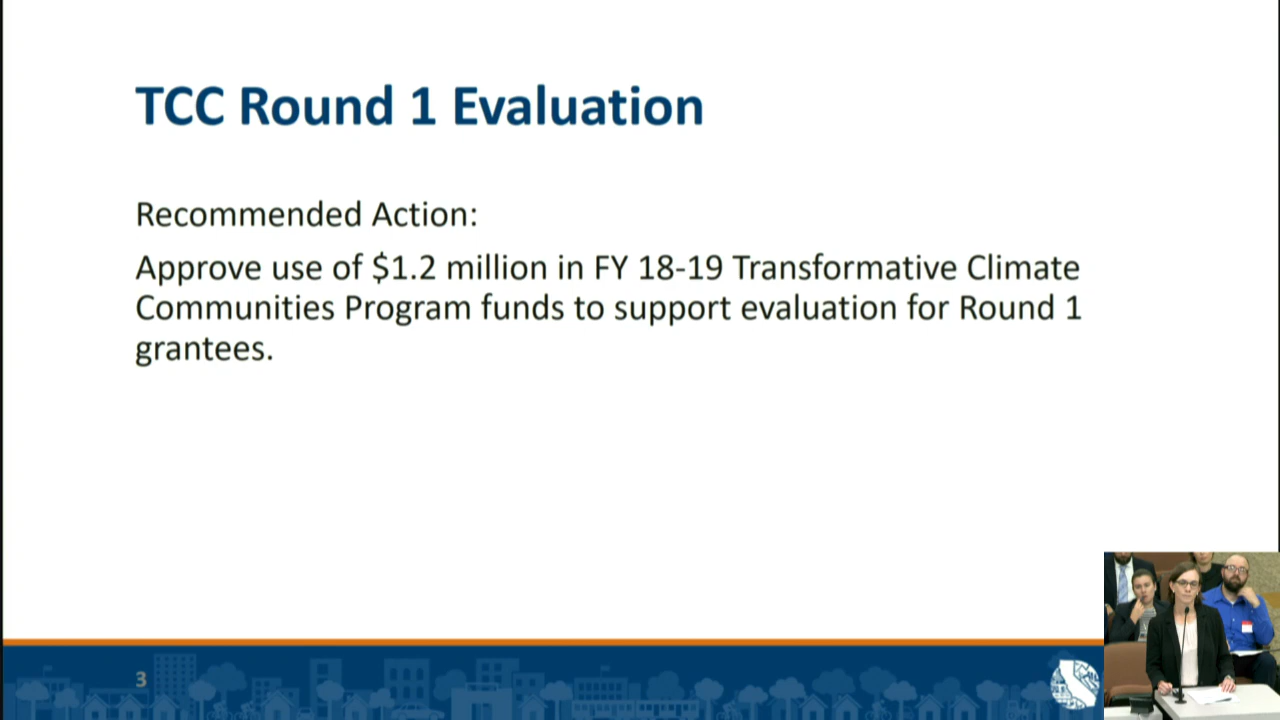 TCC Round 1 Evaluation
Recommended Action:
Approve use of $1.2 million in FY 18-19 Transformative Climate
Communities Program funds to support evaluation for Round 1
grantees.
3